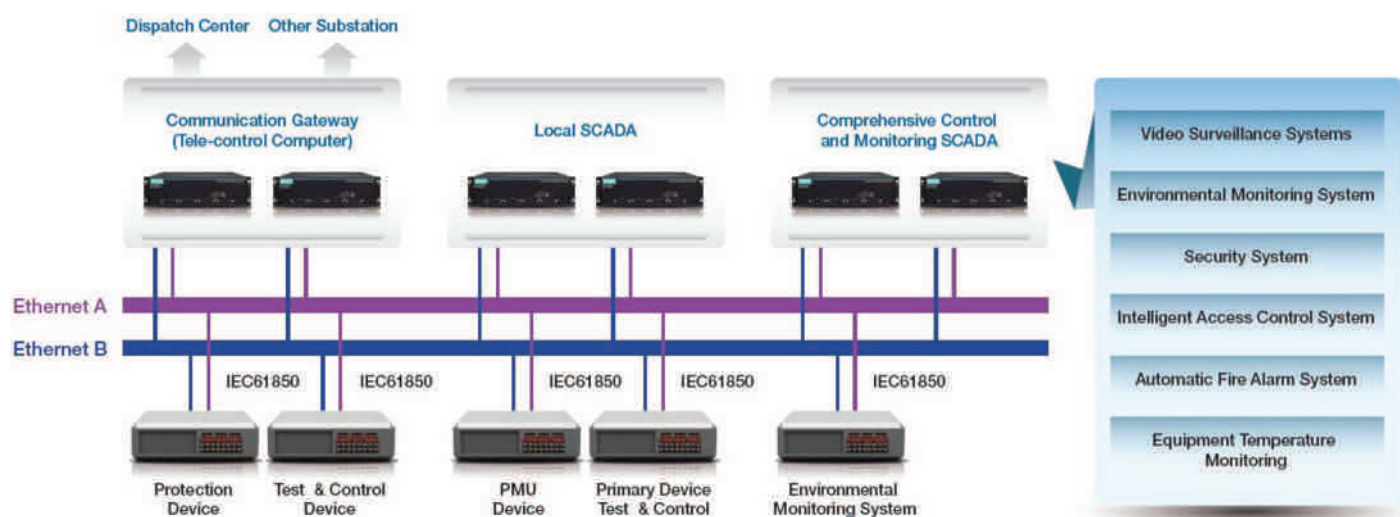 Dispatch Center
Other Substation
Communication Gateway
(Tele-control Computer)
Local SCADA
Comprehensive Control
and Monitoring SCADA
Ethernet A
Ethernet B
IEC61850
IEC61850
IEC61850
IEC61850
IEC61850
Protection
Device
Test & Control
Device
PMU
Device
Primary Device
Test & Control
Environmental
Monitoring System
Video Surveillance Systems
Environmental Monitoring System
Security System
Intelligent Access Control System
Automatic Fire Alarm System
Equipment Temperature
Monitoring